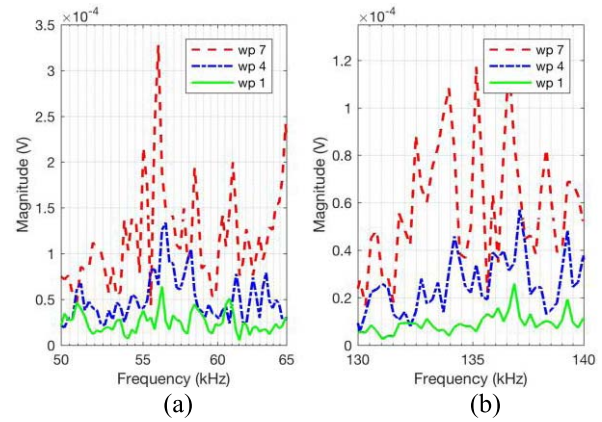 ×10⁻⁴
3.5
3
2.5
2
1.5
1
0.5
0
Magnitude (V)
50
55
60
65
Frequency (kHz)
wp 7
wp 4
wp 1
(a)
×10⁻⁴
1.2
1
0.8
0.6
0.4
0.2
0
Magnitude (V)
130
135
140
Frequency (kHz)
wp 7
wp 4
wp 1
(b)